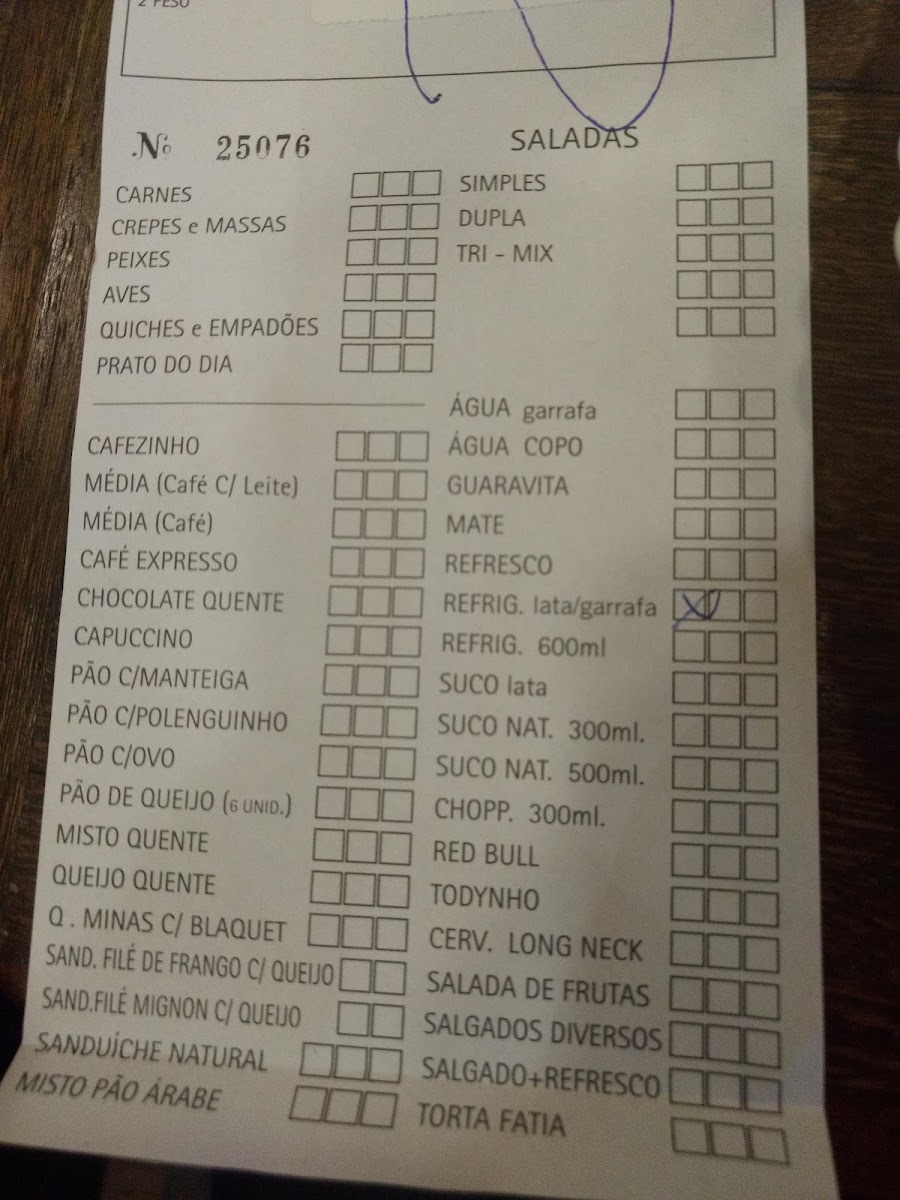 2 PESO
Nº 25076
CARNES
CREPES e MASSAS
PEIXES
AVES
QUICHES e EMPADÕES
PRATO DO DIA
CAFEZINHO
MÉDIA (Café C/ Leite)
MÉDIA (Café)
CAFÉ EXPRESSO
CHOCOLATE QUENTE
CAPUCCINO
PÃO C/MANTEIGA
PÃO C/POLENGUINHO
PÃO C/OVO
PÃO DE QUEIJO (6 UNID.)
MISTO QUENTE
QUEIJO QUENTE
Q . MINAS C/ BLAQUET
SAND. FILÉ DE FRANGO C/ QUEIJO
SAND.FILÉ MIGNON C/ QUEIJO
SANDUÍCHE NATURAL
MISTO PÃO ÁRABE
SALADAS
SIMPLES
DUPLA
TRI - MIX
ÁGUA garrafa
ÁGUA COPO
GUARAVITA
MATE
REFRESCO
REFRIG. lata/garrafa
REFRIG. 600ml
SUCO lata
SUCO NAT. 300ml.
SUCO NAT. 500ml.
CHOPP. 300ml.
RED BULL
TODYNHO
CERV. LONG NECK
SALADA DE FRUTAS
SALGADOS DIVERSOS
SALGADO+REFRESCO
TORTA FATIA